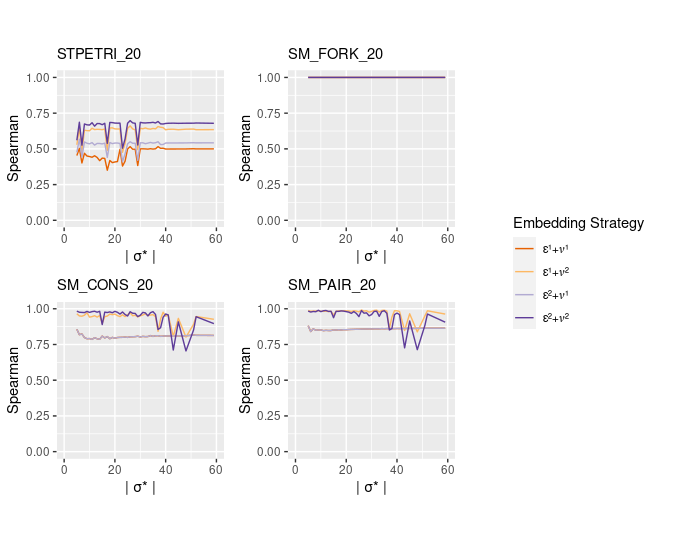 STPETRI_20
SM_FORK_20
1.00
0.75
0.50
0.25
0.00
Spearman
0 20 40 60
| σ* |
1.00
0.75
0.50
0.25
0.00
Spearman
0 20 40 60
| σ* |
SM_CONS_20
SM_PAIR_20
1.00
0.75
0.50
0.25
0.00
Spearman
0 20 40 60
| σ* |
1.00
0.75
0.50
0.25
0.00
Spearman
0 20 40 60
| σ* |
Embedding Strategy
ε¹+ν¹
ε¹+ν²
ε²+ν¹
ε²+ν²